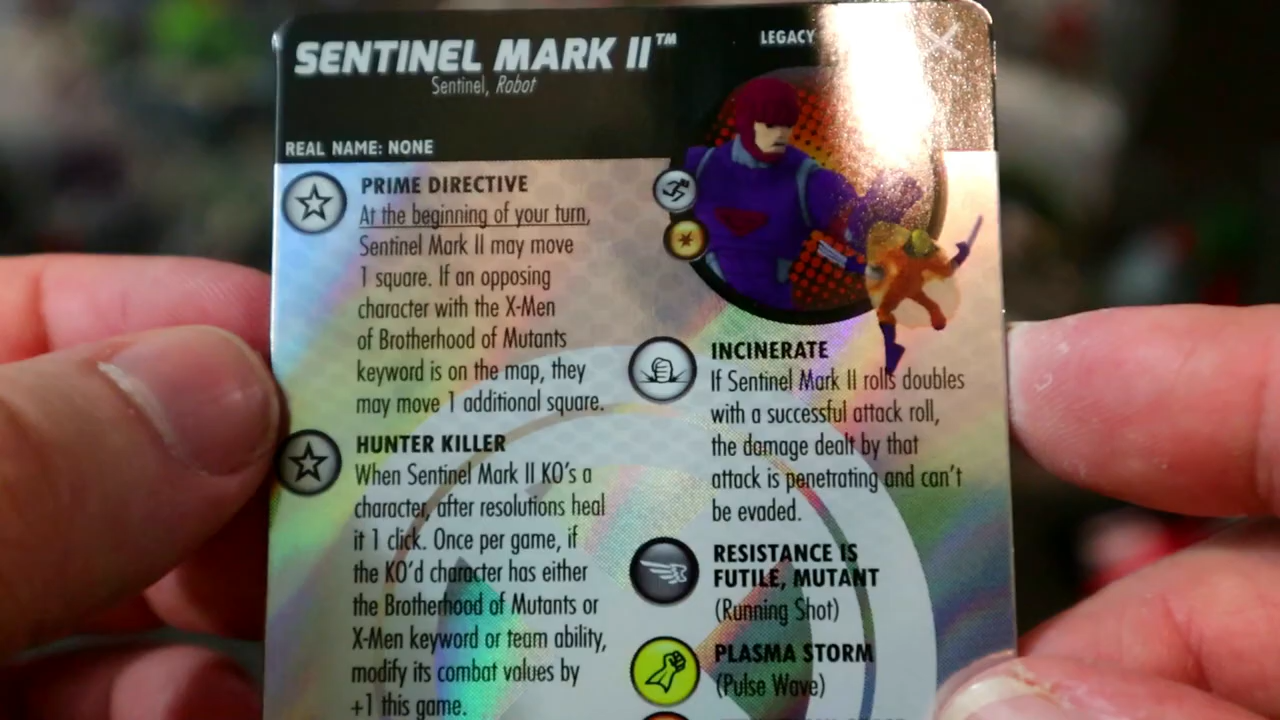 SENTINEL MARK II™
LEGACY
Sentinel, Robot
REAL NAME: NONE
PRIME DIRECTIVE
At the beginning of your turn,
Sentinel Mark II may move
1 square. If an opposing
character with the X-Men
of Brotherhood of Mutants
keyword is on the map, they
may move 1 additional square.
HUNTER KILLER
When Sentinel Mark II KO's a
character, after resolutions heal
it 1 click. Once per game, if
the KO'd character has either
the Brotherhood of Mutants or
X-Men keyword or team ability,
modify its combat values by
+1 this game.
INCINERATE
If Sentinel Mark II rolls doubles
with a successful attack roll,
the damage dealt by that
attack is penetrating and can't
be evaded.
RESISTANCE IS
FUTILE, MUTANT
(Running Shot)
PLASMA STORM
(Pulse Wave)